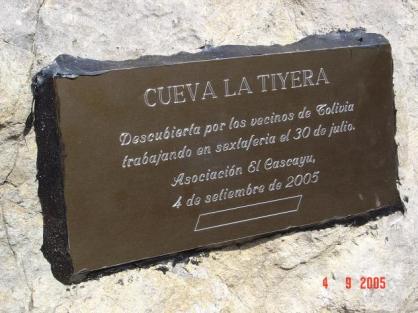 CUEVA LA TIYERA
Descubierta por los vecinos de Tolivia
trabajando en sextaferia el 30 de julio.
Asociación El Cascayu,
4 de setiembre de 2005
4 9 2005